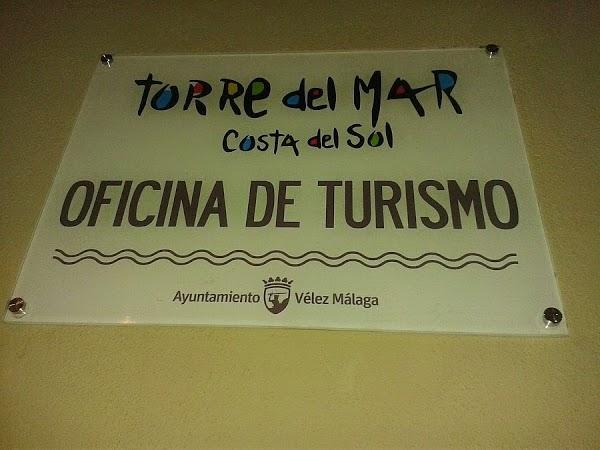 TORRE del MAR
COSTA del SOL
OFICINA DE TURISMO
Ayuntamiento Vélez Málaga